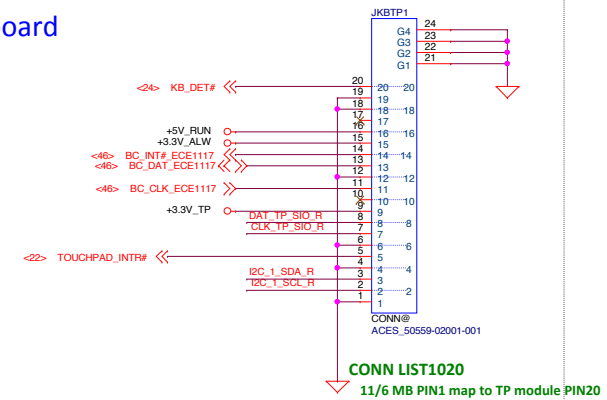 oard
JKBTP1
G4 24
G3 23
G2 22
G1 21
<24> KB_DET# 20 20 20
19 19
18 18 18
17 17
+5V_RUN 16 16 16
+3.3V_ALW 15 15
<46> BC_INT#_ECE1117 14 14 14
<46> BC_DAT_ECE1117 13 13
12 12 12
<46> BC_CLK_ECE1117 11 11
10 10 10
+3.3V_TP 9 9
DAT_TP_SIO_R 8 8 8
CLK_TP_SIO_R 7 7
6 6 6
<22> TOUCHPAD_INTR# 5 5
4 4 4
I2C_1_SDA_R 3 3
I2C_1_SCL_R 2 2 2
1 1
CONN@
ACES_50559-02001-001
CONN LIST1020
11/6 MB PIN1 map to TP module PIN20